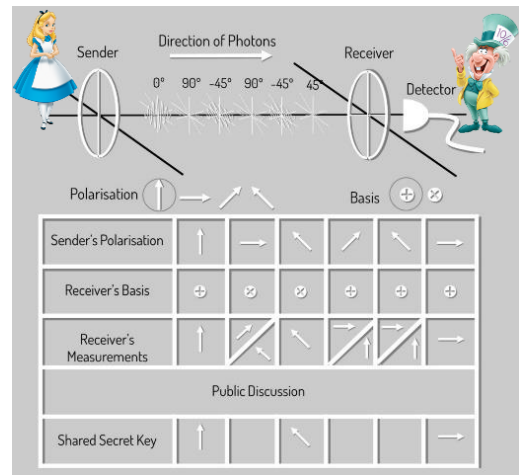 Direction of Photons
Sender
Receiver
Detector
0° 90° -45° 90° -45° 45°
Polarisation
Basis
Sender's Polarisation
Receiver's Basis
Receiver's
Measurements
Public Discussion
Shared Secret Key